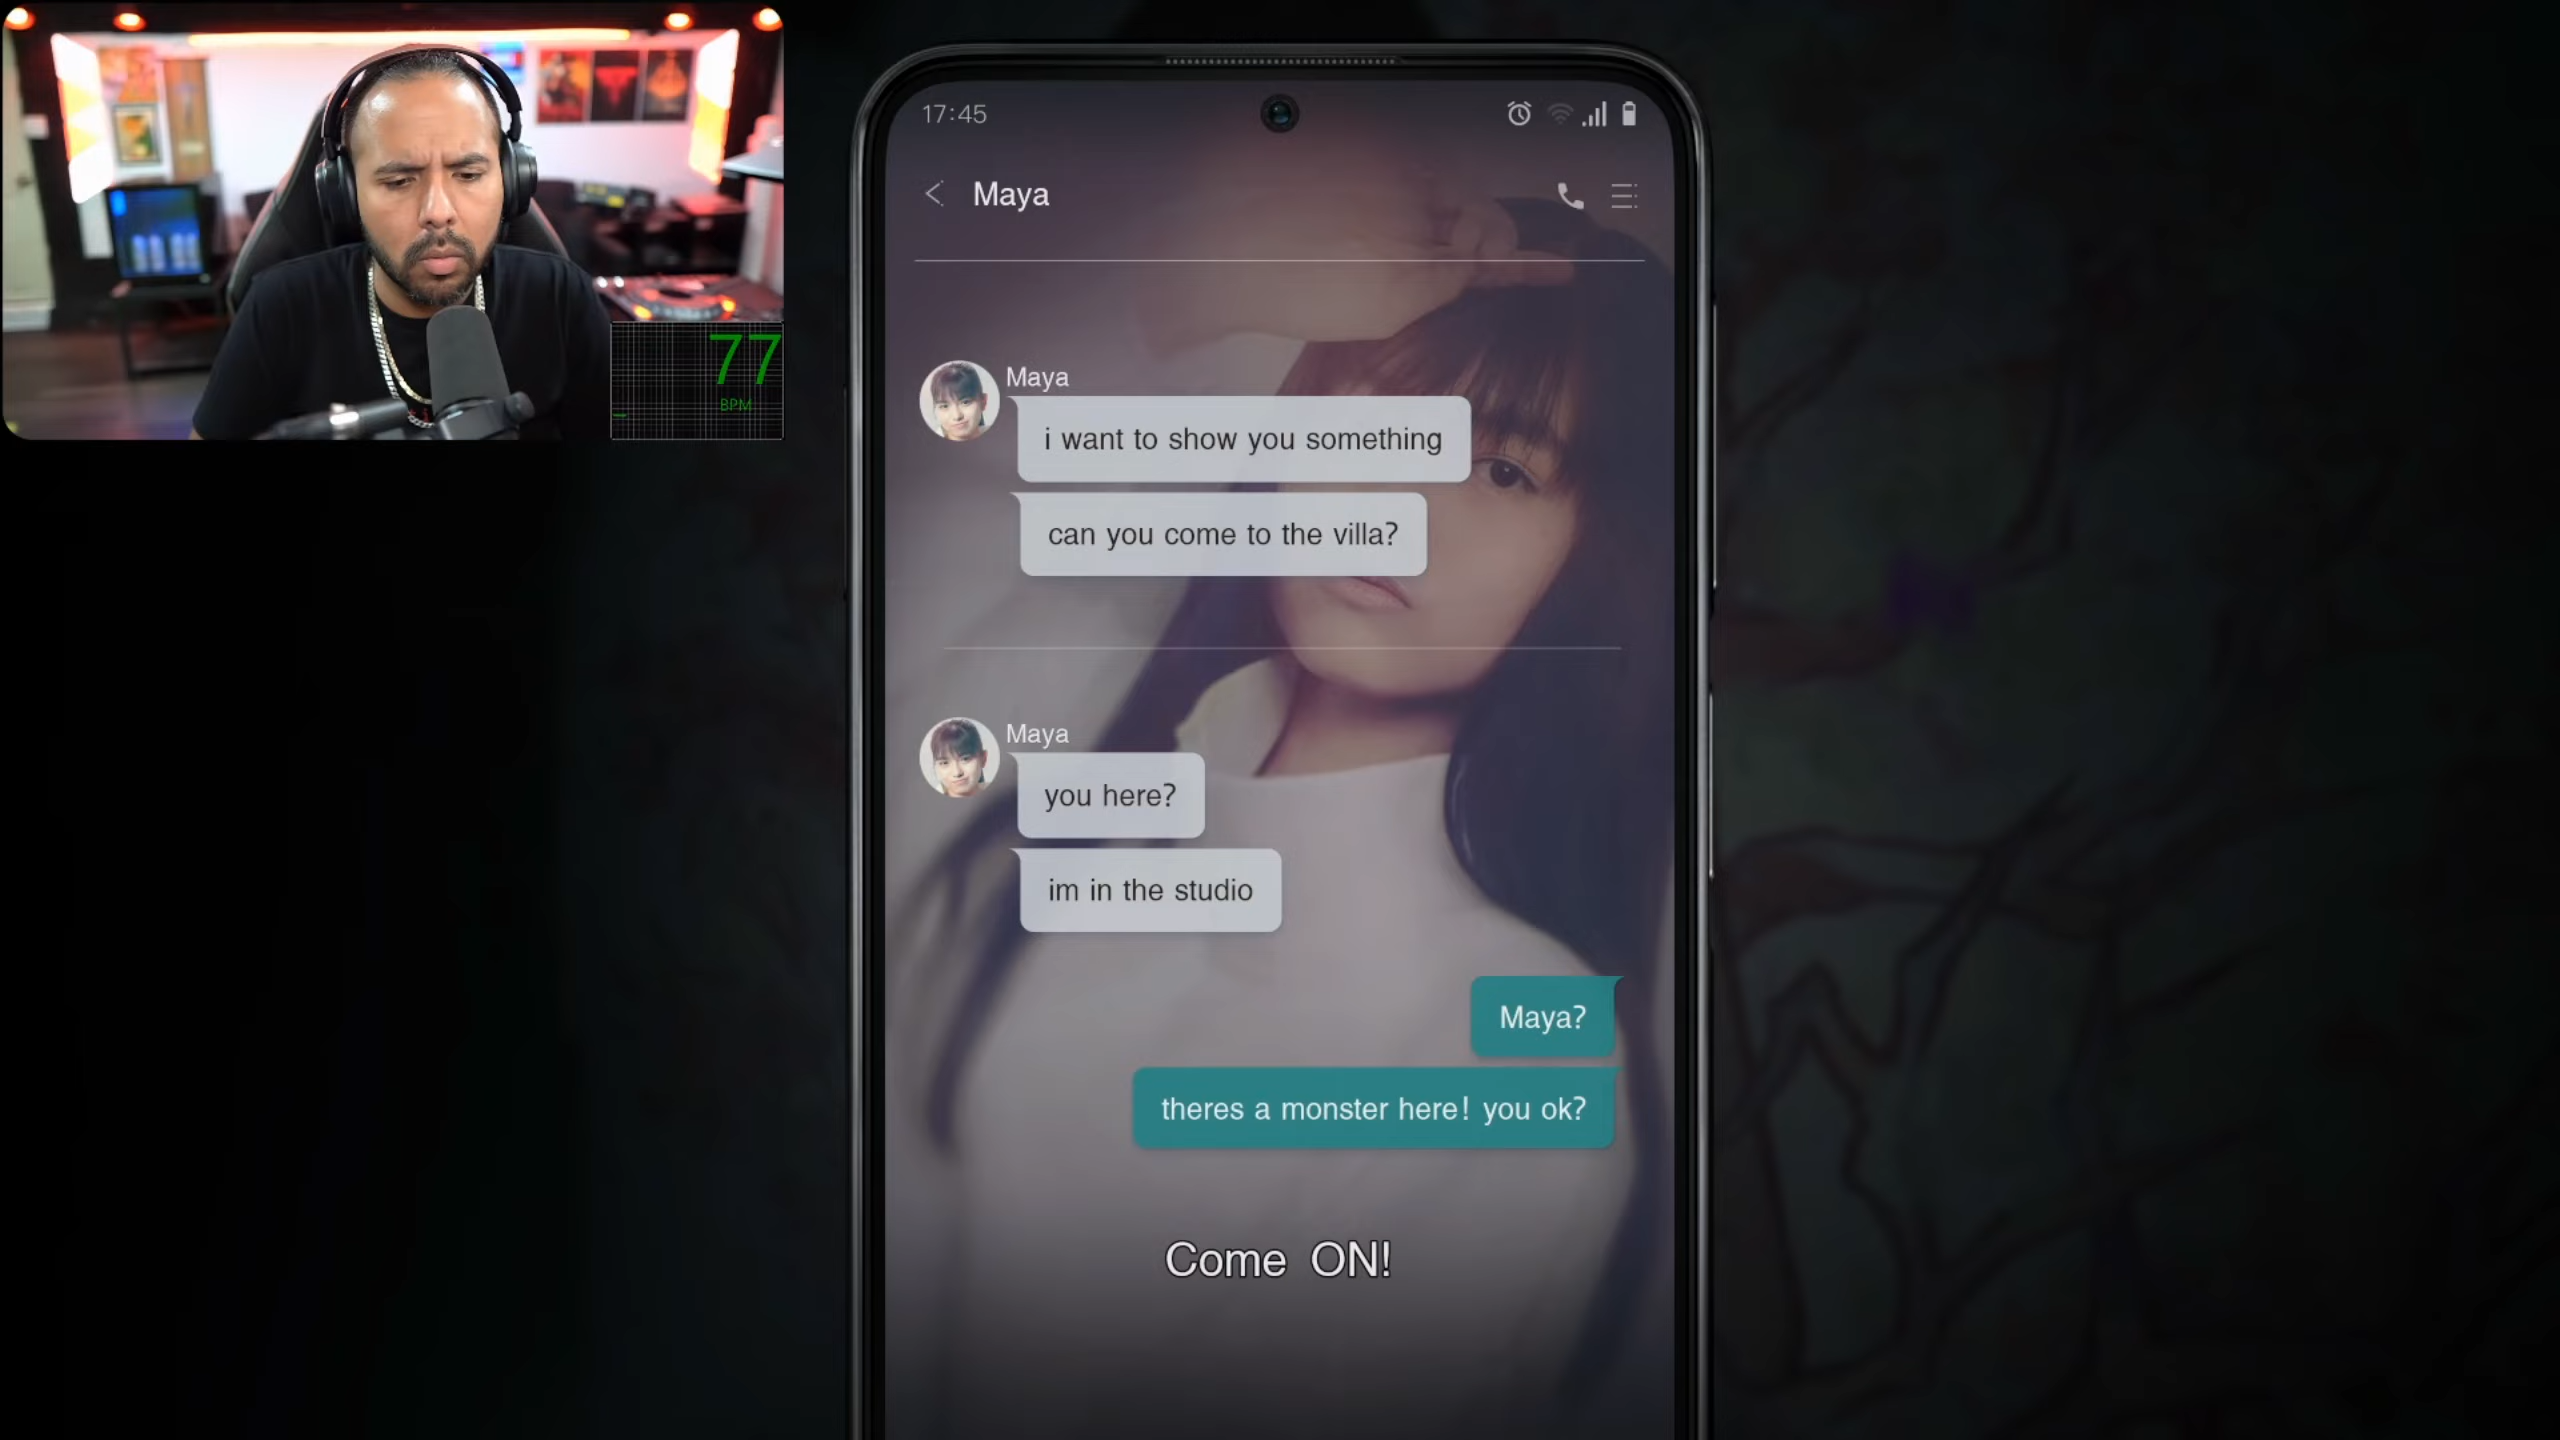 77
BPM
17:45
Maya
Maya
i want to show you something
can you come to the villa?
Maya
you here?
im in the studio
Maya?
theres a monster here! you ok?
Come ON!